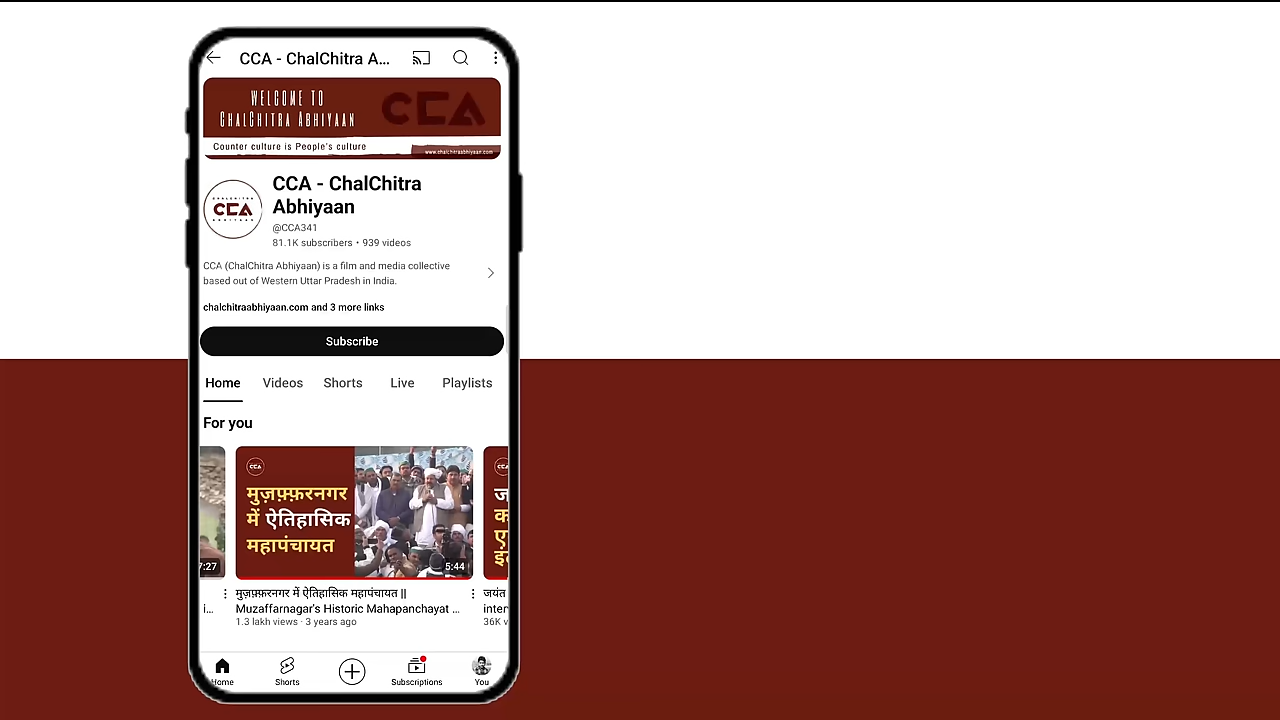 CCA - ChalChitra A...
WELCOME TO
CHALCHITRA ABHIYAAN
CCA
Counter culture is People's culture
www.chalchitraabhiyaan.com
CHALCHITRA
CCA
ABHIYAAN
CCA - ChalChitra
Abhiyaan
@CCA341
81.1K subscribers • 939 videos
CCA (ChalChitra Abhiyaan) is a film and media collective
based out of Western Uttar Pradesh in India.
chalchitraabhiyaan.com and 3 more links
Subscribe
Home Videos Shorts Live Playlists
For you
CCA
मुज़फ़्फ़रनगर
में ऐतिहासिक
महापंचायत
7:27
5:44
i...
मुज़फ़्फ़रनगर में ऐतिहासिक महापंचायत ||
Muzaffarnagar's Historic Mahapanchayat ...
1.3 lakh views · 3 years ago
जयंत
inter
36K v
Home Shorts Subscriptions You